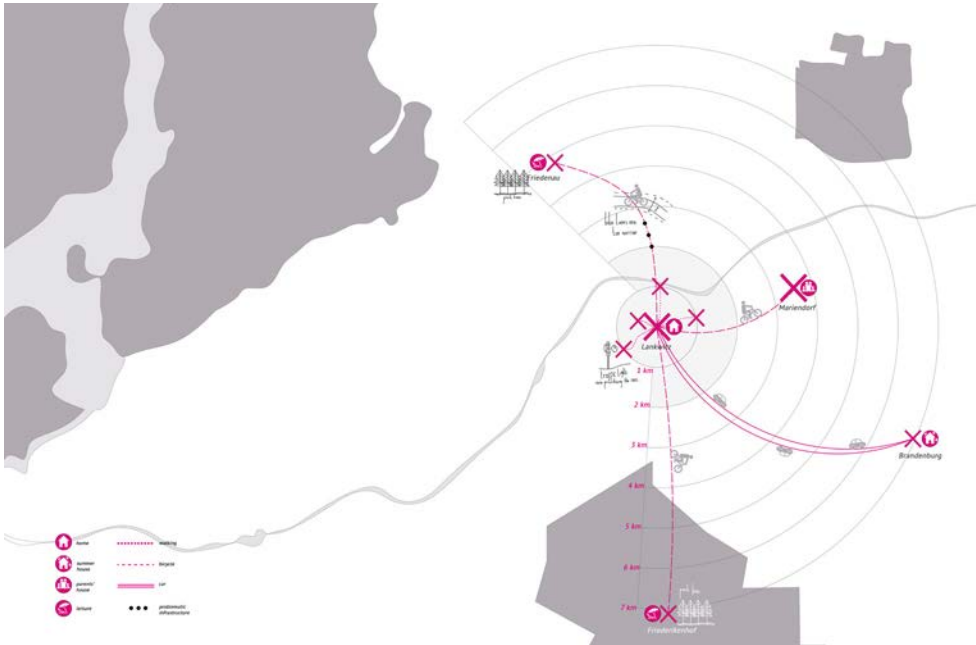 Friedenau
Mariendorf
Lankwitz
1 km
2 km
3 km
Brandenburg
4 km
5 km
6 km
7 km
Friederikenhof
home
walking
summer
house
bicycle
parents'
house
car
leisure
problematic
infrastructure